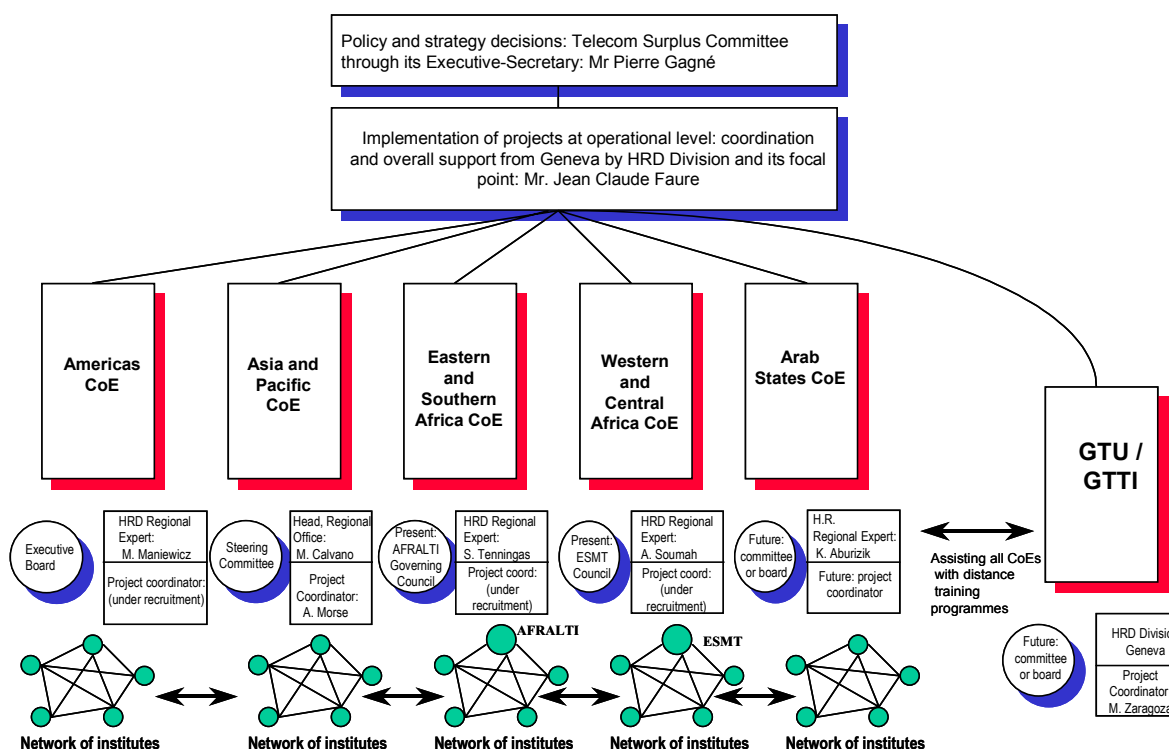 Policy and strategy decisions: Telecom Surplus Committee
through its Executive-Secretary: Mr Pierre Gagné
Implementation of projects at operational level: coordination
and overall support from Geneva by HRD Division and its focal
point: Mr. Jean Claude Faure
Americas
CoE
Asia and
Pacific
CoE
Eastern
and
Southern
Africa CoE
Western
and
Central
Africa CoE
Arab
States CoE
GTU /
GTTI
Executive
Board
HRD Regional
Expert:
M. Maniewicz
Project coordinator:
(under recruitment)
Steering
Committee
Head, Regional
Office:
M. Calvano
Project
Coordinator:
A. Morse
Present:
AFRALTI
Governing
Council
HRD Regional
Expert:
S. Tenningas
Project coord:
(under
recruitment)
Present:
ESMT
Council
HRD Regional
Expert:
A. Soumah
Project coord:
(under
recruitment)
Future:
committee
or board
H.R.
Regional Expert:
K. Aburizik
Future: project
coordinator
Assisting all CoEs
with distance
training
programmes
Future:
committee
or board
HRD Division
Geneva
Project
Coordinator
M. Zaragoza
AFRALTI
ESMT
Network of institutes
Network of institutes
Network of institutes
Network of institutes
Network of institutes